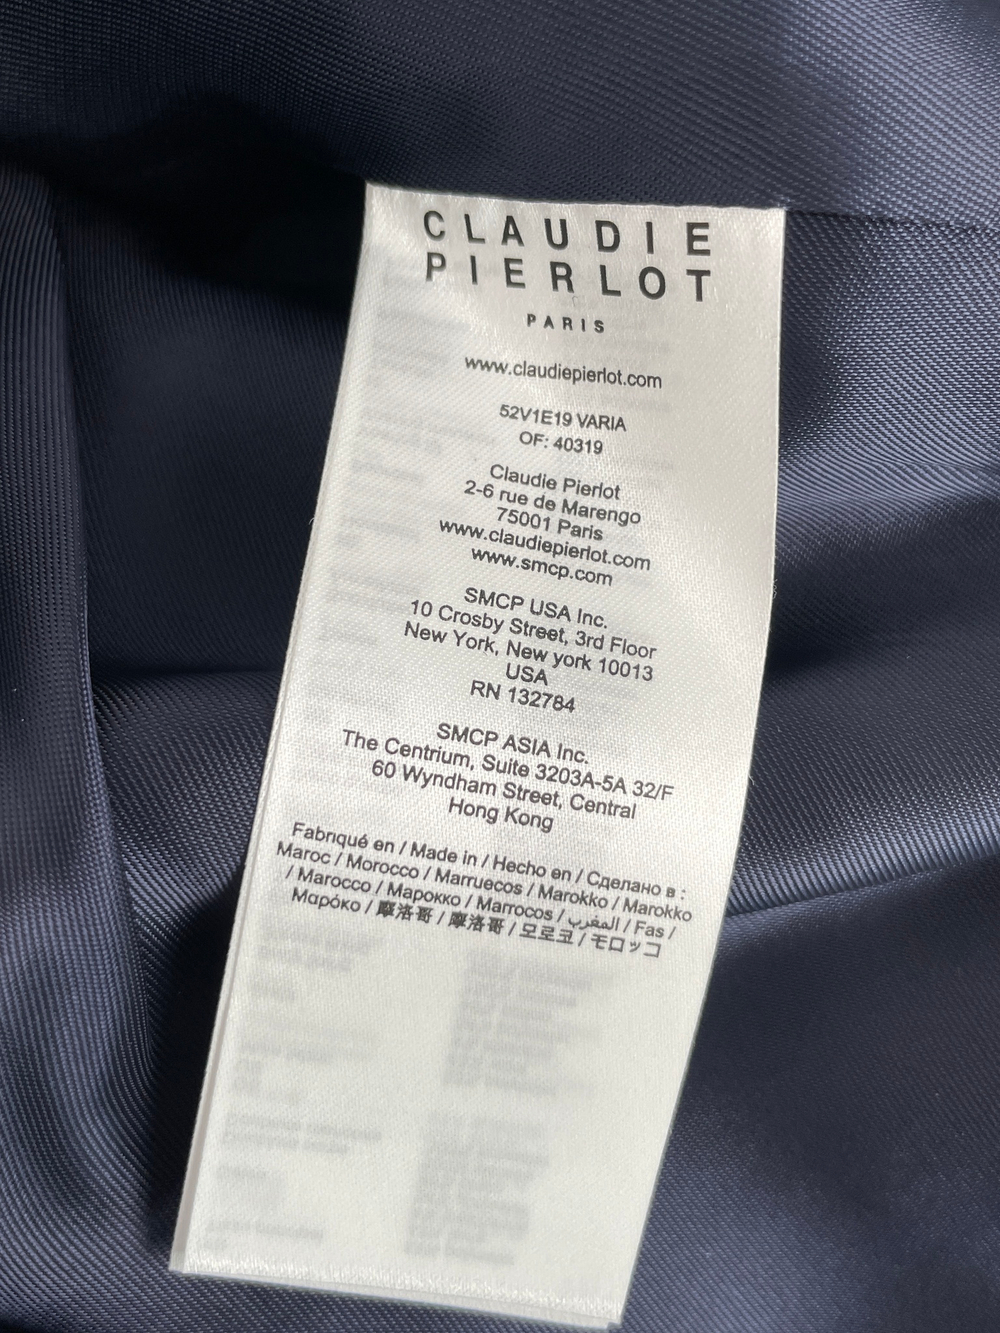 CLAUDIE
PIERLOT
PARIS
www.claudiepierlot.com
52V1E19 VARIA
OF: 40319
Claudie Pierlot
2-6 rue de Marengo
75001 Paris
www.claudiepierlot.com
www.smcp.com
SMCP USA Inc.
10 Crosby Street, 3rd Floor
New York, New york 10013
USA
RN 132784
SMCP ASIA Inc.
The Centrium, Suite 3203A-5A 32/F
60 Wyndham Street, Central
Hong Kong
Fabriqué en / Made in / Hecho en / Сделано в :
Maroc / Morocco / Marruecos / Marokko / Marokko
/ Marocco / Марокко / Marrocos / المغرب / Fas /
Μαρόκο / 摩洛哥 / 摩洛哥 / 모로코 / モロッコ